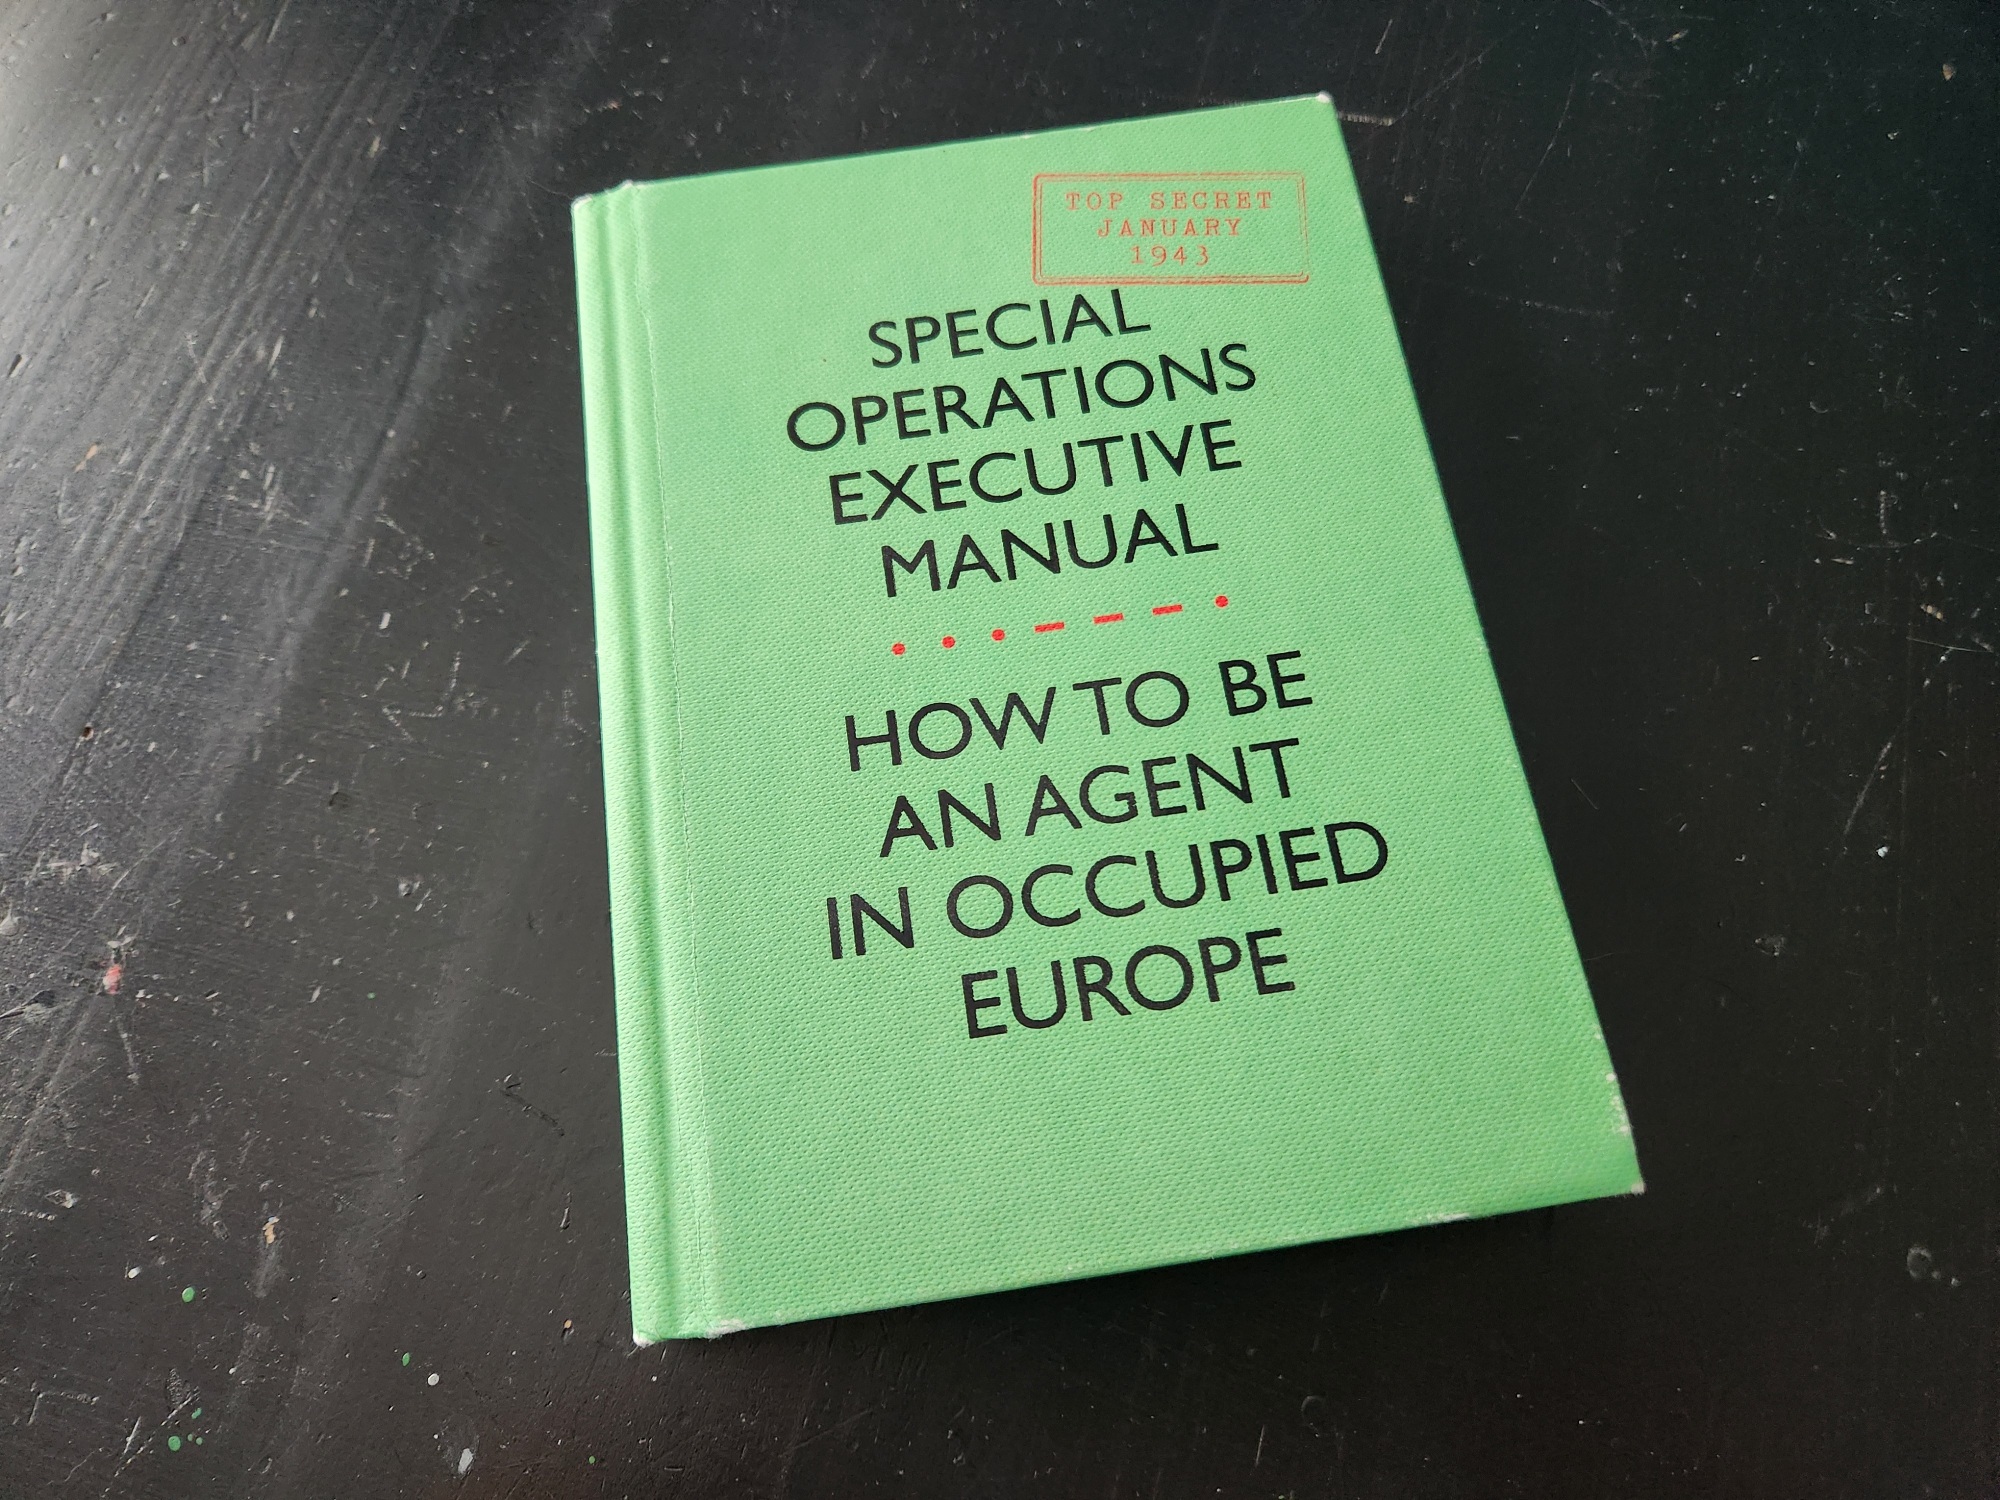 TOP SECRET
JANUARY
1943
SPECIAL
OPERATIONS
EXECUTIVE
MANUAL
. . . – – – .
HOW TO BE
AN AGENT
IN OCCUPIED
EUROPE